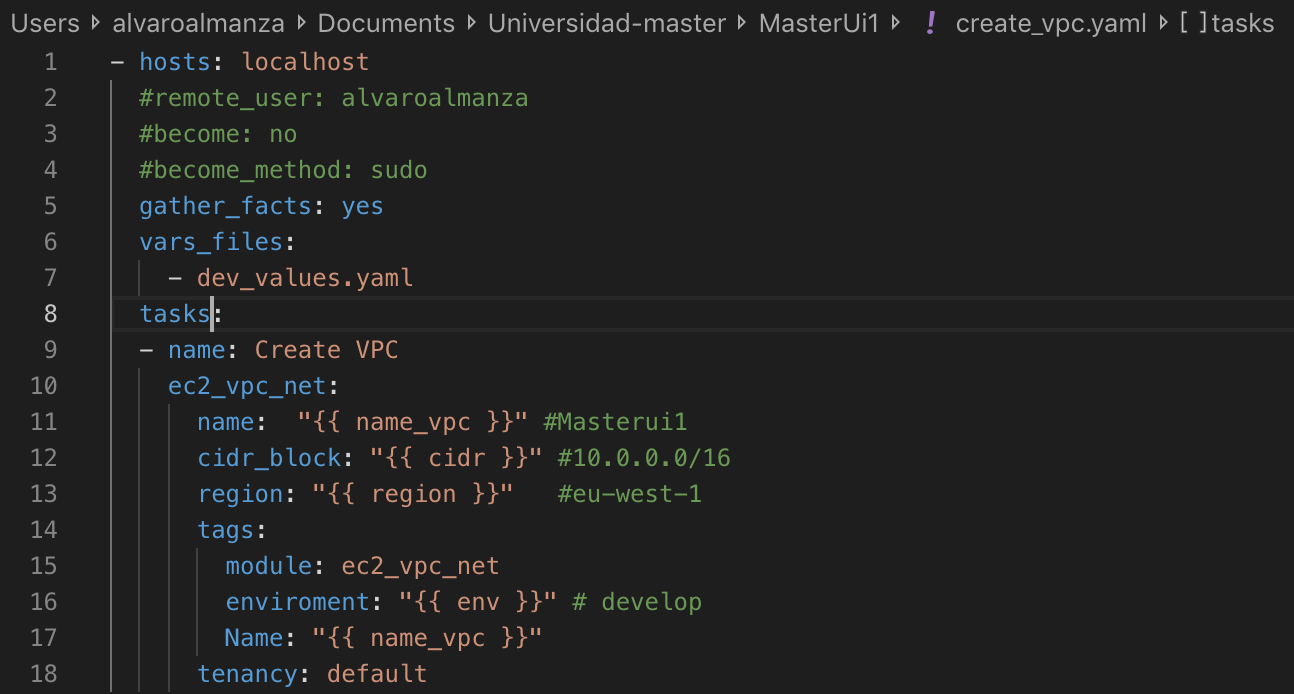 Users › alvaroalmanza › Documents › Universidad-master › MasterUi1 › ! create_vpc.yaml › [ ]tasks
1 - hosts: localhost
2 #remote_user: alvaroalmanza
3 #become: no
4 #become_method: sudo
5 gather_facts: yes
6 vars_files:
7 - dev_values.yaml
8 tasks:
9 - name: Create VPC
10 ec2_vpc_net:
11 name:  "{{ name_vpc }}" #Masterui1
12 cidr_block: "{{ cidr }}" #10.0.0.0/16
13 region: "{{ region }}"   #eu-west-1
14 tags:
15 module: ec2_vpc_net
16 enviroment: "{{ env }}" # develop
17 Name: "{{ name_vpc }}"
18 tenancy: default